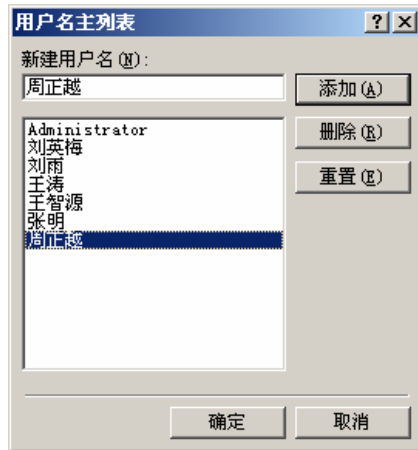 用户名主列表
新建用户名(N):
周正越
添加(A)
Administrator
刘英梅
刘雨
王涛
王智源
张明
周正越
删除(R)
重置(E)
确定
取消